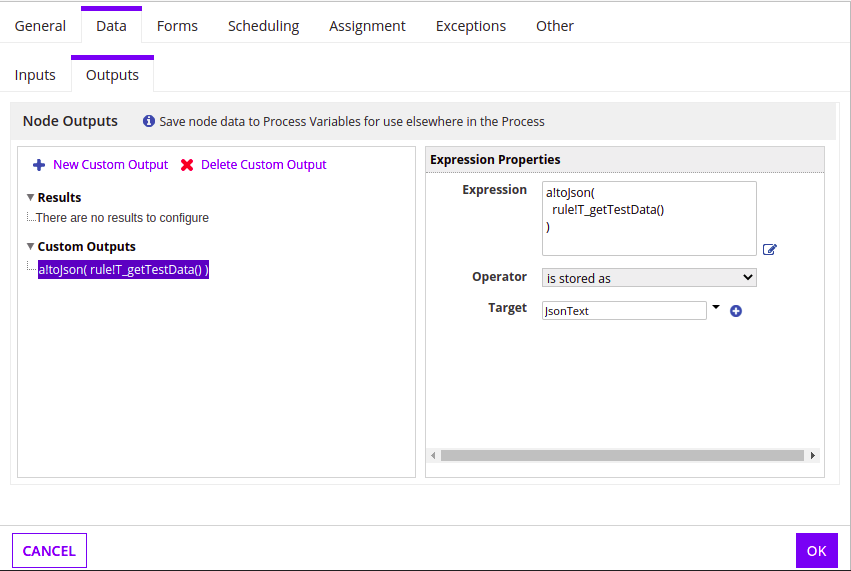 General Data Forms Scheduling Assignment Exceptions Other
Inputs Outputs
Node Outputs Save node data to Process Variables for use elsewhere in the Process
New Custom Output Delete Custom Output
Results
There are no results to configure
Custom Outputs
a!toJson( rule!T_getTestData() )
Expression Properties
Expression
a!toJson(
rule!T_getTestData()
)
Operator is stored as
Target JsonText
CANCEL OK